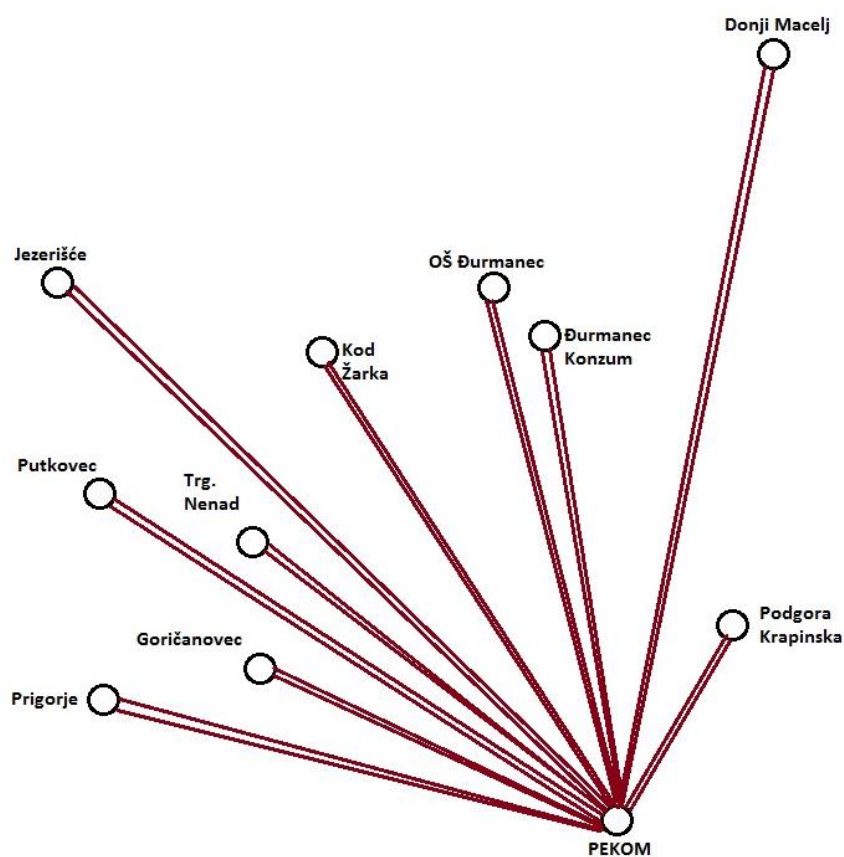 Donji Macelj
Jezerišće
OŠ Đurmanec
Đurmanec
Konzum
Kod
Žarka
Putkovec
Trg.
Nenad
Podgora
Krapinska
Goričanovec
Prigorje
PEKOM